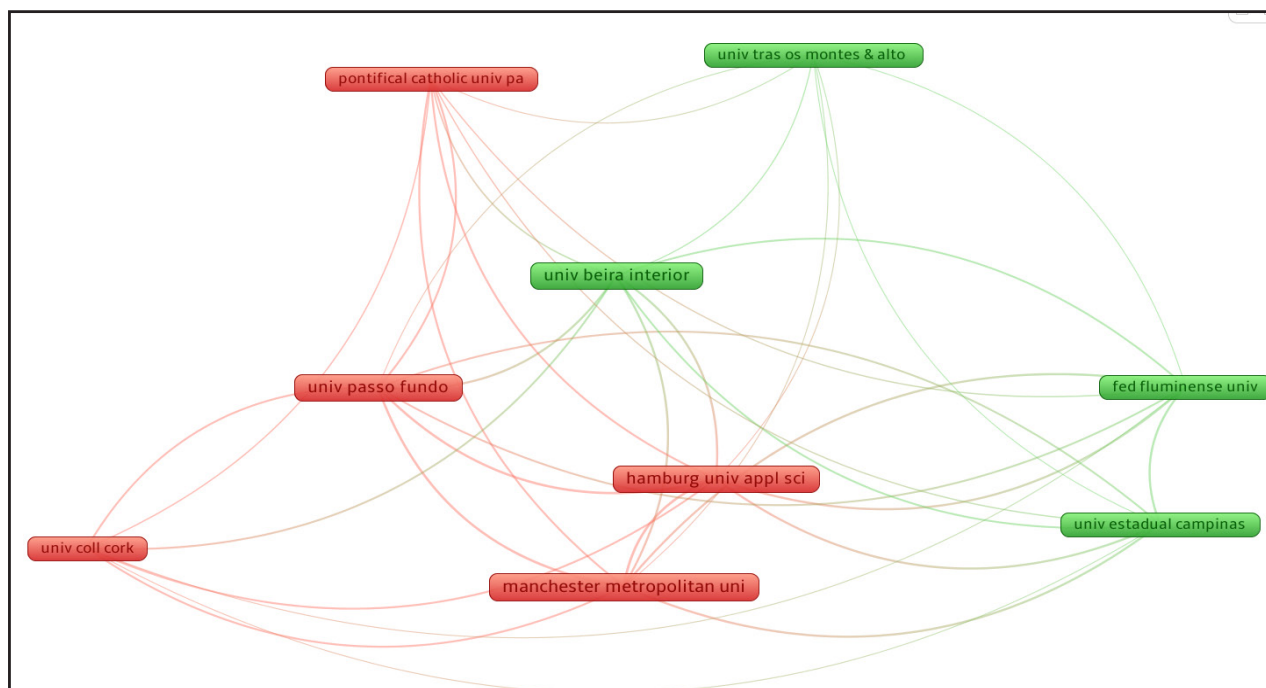 univ tras os montes & alto
pontifical catholic univ pa
univ beira interior
univ passo fundo
fed fluminense univ
hamburg univ appl sci
univ estadual campinas
univ coll cork
manchester metropolitan uni